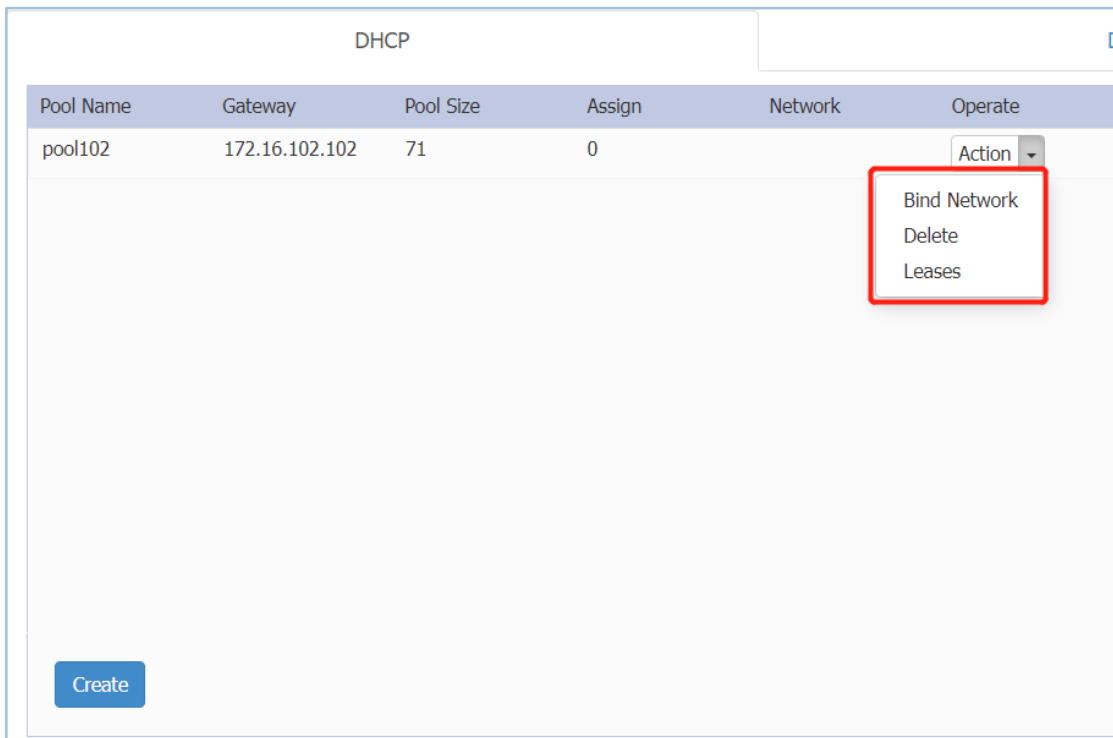 DHCP
Pool Name Gateway Pool Size Assign Network Operate
pool102 172.16.102.102 71 0 Action
Bind Network
Delete
Leases
Create